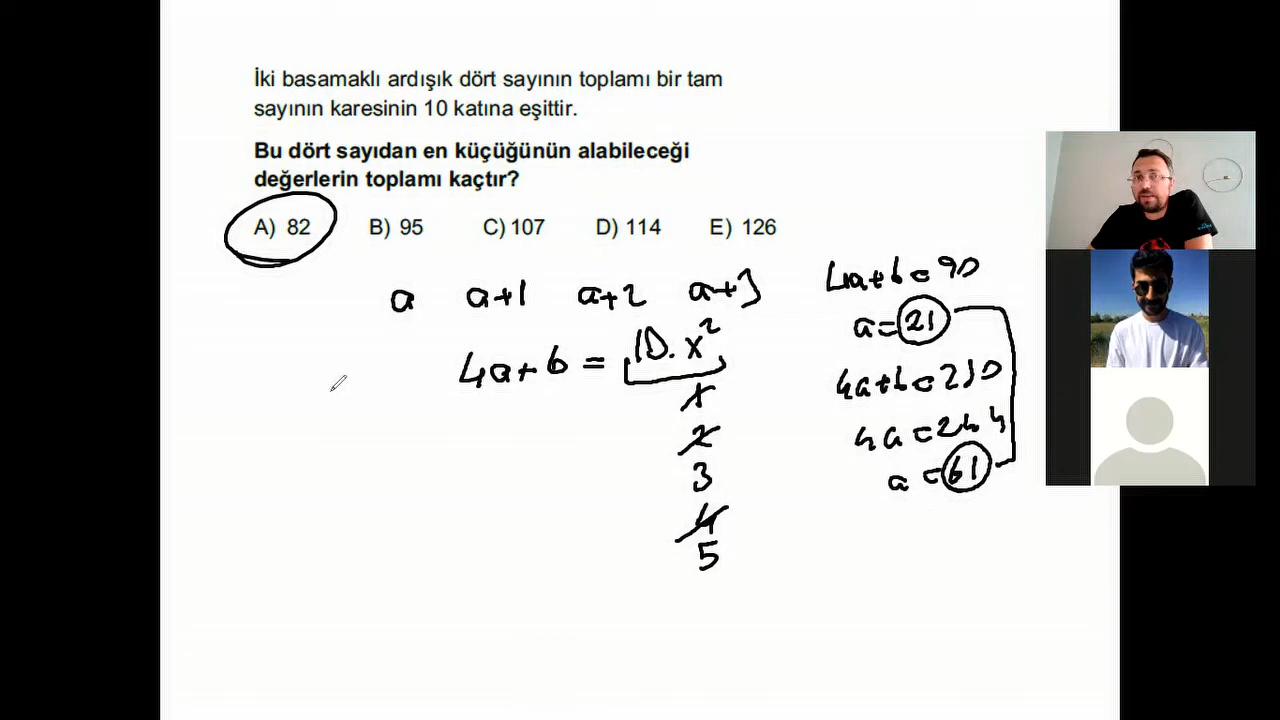 İki basamaklı ardışık dört sayının toplamı bir tam
sayının karesinin 10 katına eşittir.
Bu dört sayıdan en küçüğünün alabileceği
değerlerin toplamı kaçtır?
A) 82 B) 95 C) 107 D) 114 E) 126
a a+1 a+2 a+3
4a+6 = 10.x²
1
2
3
4
5
4a+6=90
a=21
4a+6=250
4a=244
a=61